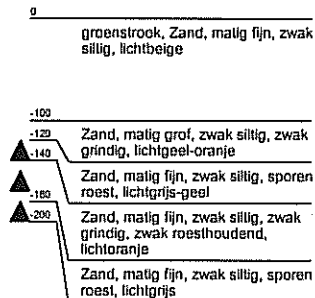 0
groenstrook, Zand, matig fijn, zwak
siltig, lichtbeige
-100
-120
Zand, matig grof, zwak siltig, zwak
grindig, lichtgeel-oranje
-140
Zand, matig fijn, zwak siltig, sporen
roest, lichtgrijs-geel
-160
Zand, matig fijn, zwak siltig, zwak
grindig, zwak roesthoudend,
lichtoranje
-200
Zand, matig fijn, zwak siltig, sporen
roest, lichtgrijs